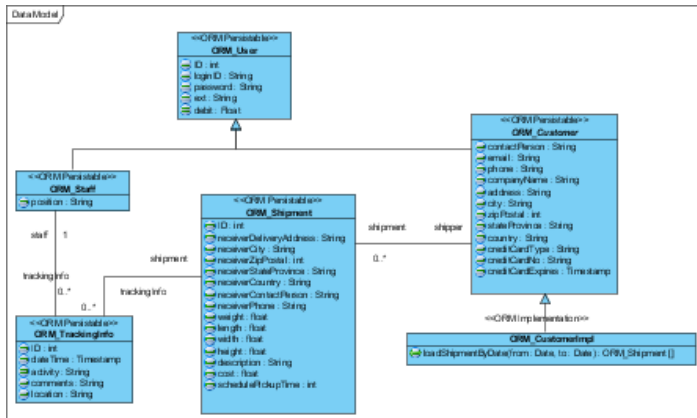 DataModel
<<ORM Persistable>>
ORM_User
ID : int
loginID : String
password : String
ext : String
debit : Float
<<ORM Persistable>>
ORM_Customer
contactPerson : String
email : String
phone : String
companyName : String
address : String
city : String
zipPostal : int
stateProvince : String
country : String
creditCardType : String
creditCardNo : String
creditCardExpires : Timestamp
<<ORM Persistable>>
ORM_Staff
position : String
<<ORM Persistable>>
ORM_Shipment
ID : int
receiverDeliveryAddress : String
receiverCity : String
receiverZipPostal : int
receiverStateProvince : String
receiverCountry : String
receiverContactPerson : String
receiverPhone : String
weight : float
length : float
width : float
height : float
description : String
cost : float
schedulePickupTime : int
shipment
shipper
0..*
staff
1
trackingInfo
0..*
shipment
trackingInfo
0..*
<<ORM Persistable>>
ORM_TrackingInfo
ID : int
dateTime : Timestamp
activity : String
comments : String
location : String
<<ORM Implementation>>
ORM_CustomerImpl
loadShipmentByDate(from : Date, to : Date) : ORM_Shipment[]